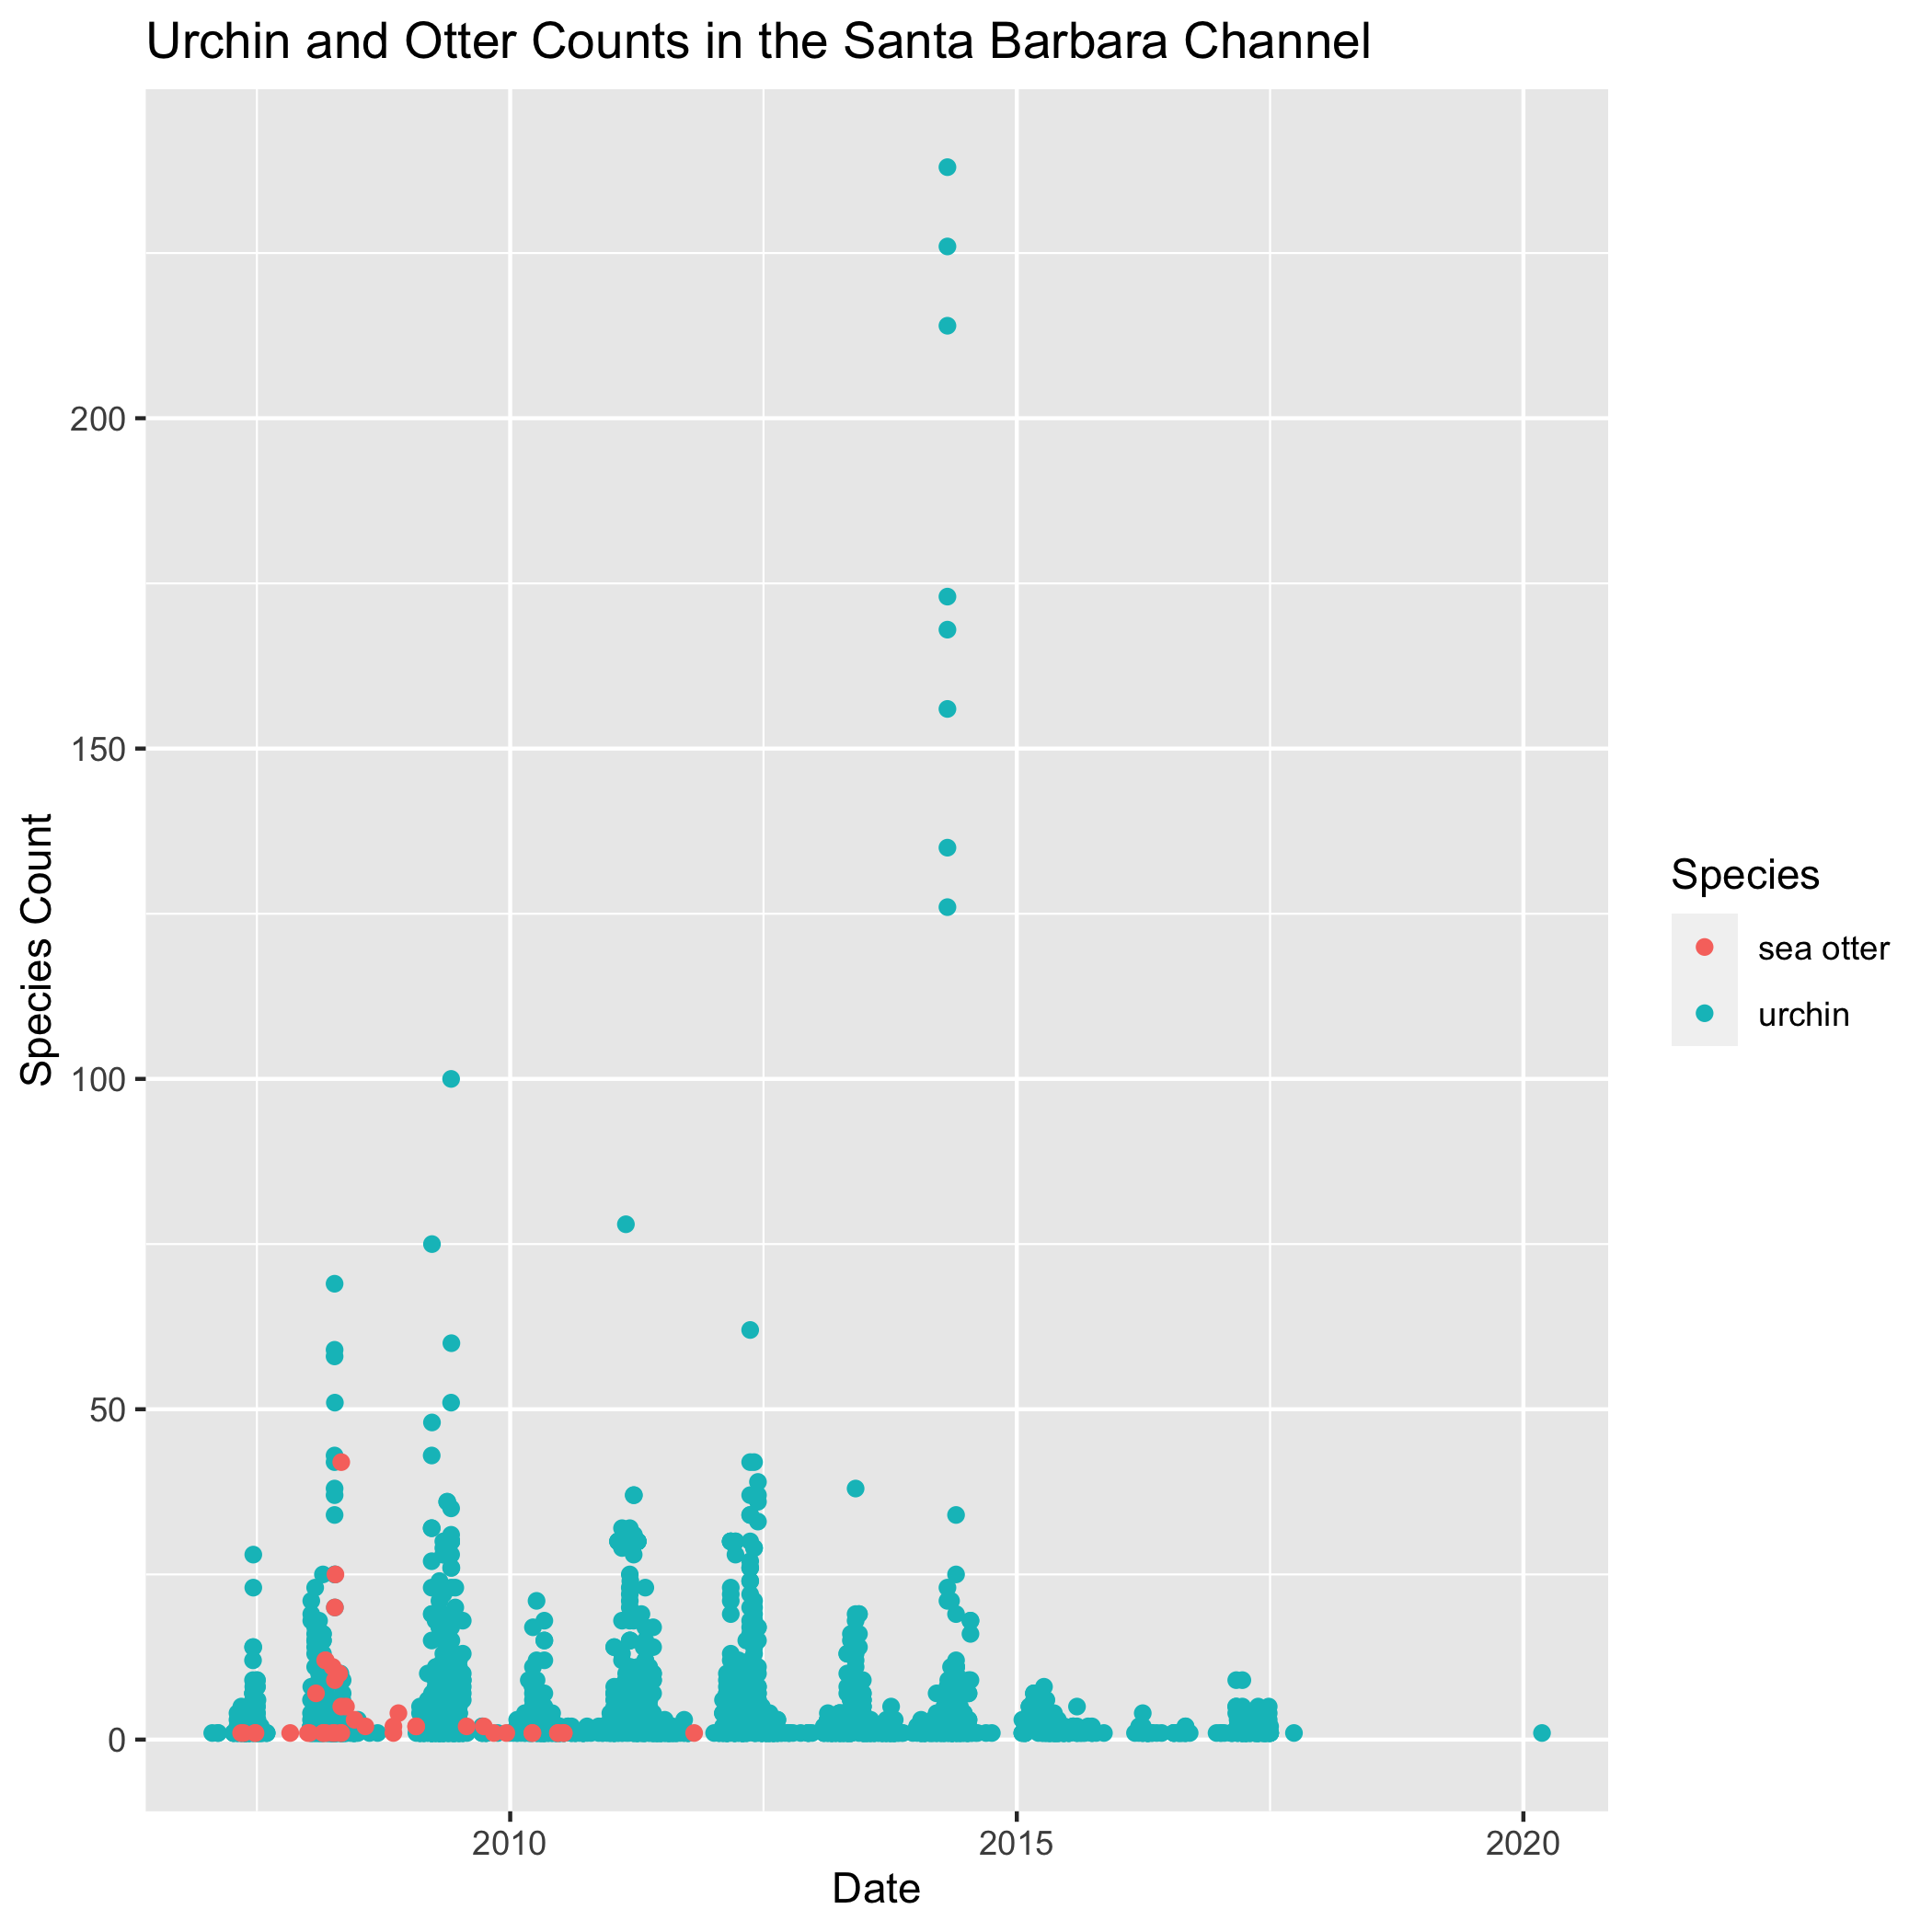 Urchin and Otter Counts in the Santa Barbara Channel
200
150
100
50
0
Species Count
2010
2015
2020
Date
Species
sea otter
urchin